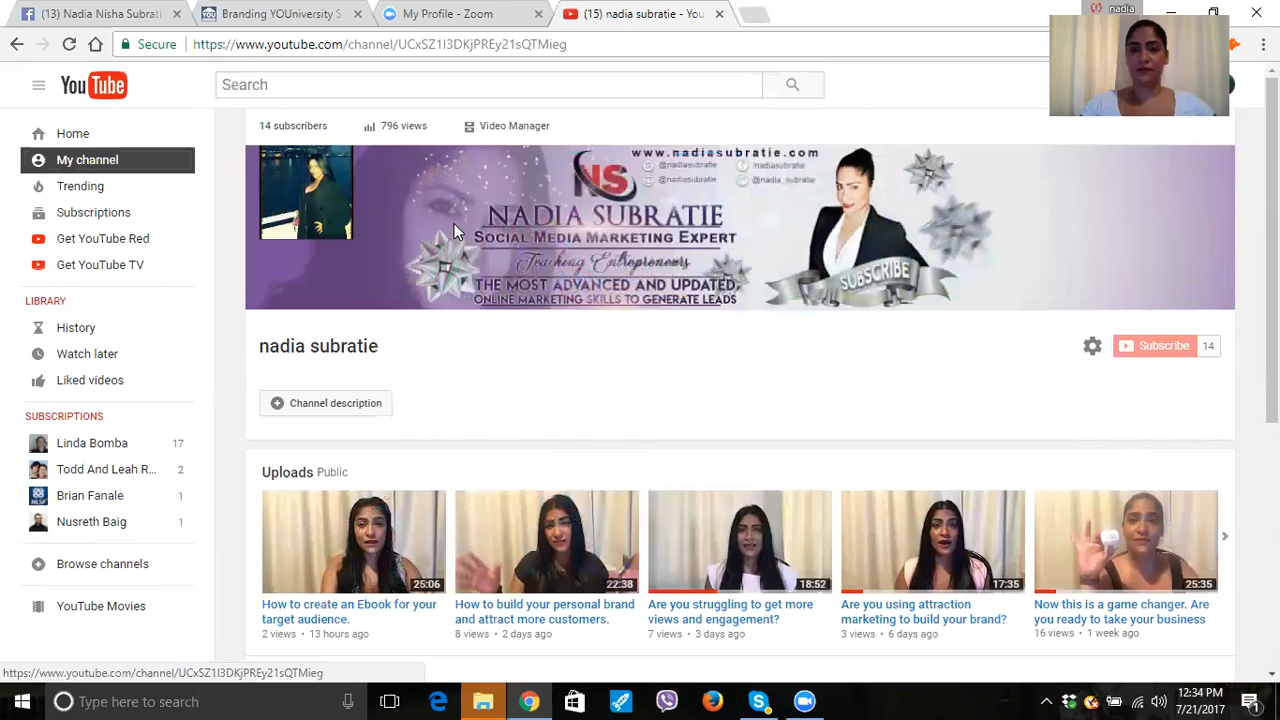 (13) Nadia Nisha Subrati
Branding YOUniversity S
My Profile - Zoom
(15) nadia subratie - You
nadia
Secure
https://www.youtube.com/channel/UCxSZ1I3DKjPREy21sQTMieg
YouTube
Search
Home
My channel
Trending
Subscriptions
Get YouTube Red
Get YouTube TV
LIBRARY
History
Watch later
Liked videos
SUBSCRIPTIONS
Linda Bomba 17
Todd And Leah R... 2
Brian Fanale 1
Nusreth Baig 1
Browse channels
YouTube Movies
14 subscribers 796 views Video Manager
www.nadiasubratie.com
@nadiasubratie /nadiasubratie
@nadiasubratie @nadia_subratie
NS
NADIA SUBRATIE
SOCIAL MEDIA MARKETING EXPERT
Teaching Entrepreneurs
THE MOST ADVANCED AND UPDATED
ONLINE MARKETING SKILLS TO GENERATE LEADS
SUBSCRIBE
nadia subratie
Subscribe 14
Channel description
Uploads Public
25:06
How to create an Ebook for your
target audience.
2 views • 13 hours ago
22:38
How to build your personal brand
and attract more customers.
8 views • 2 days ago
18:52
Are you struggling to get more
views and engagement?
7 views • 3 days ago
17:35
Are you using attraction
marketing to build your brand?
3 views • 6 days ago
25:35
Now this is a game changer. Are
you ready to take your business
16 views • 1 week ago
https://www.youtube.com/channel/UCxSZ1I3DKjPREy21sQTMieg
Type here to search
12:34 PM
7/21/2017